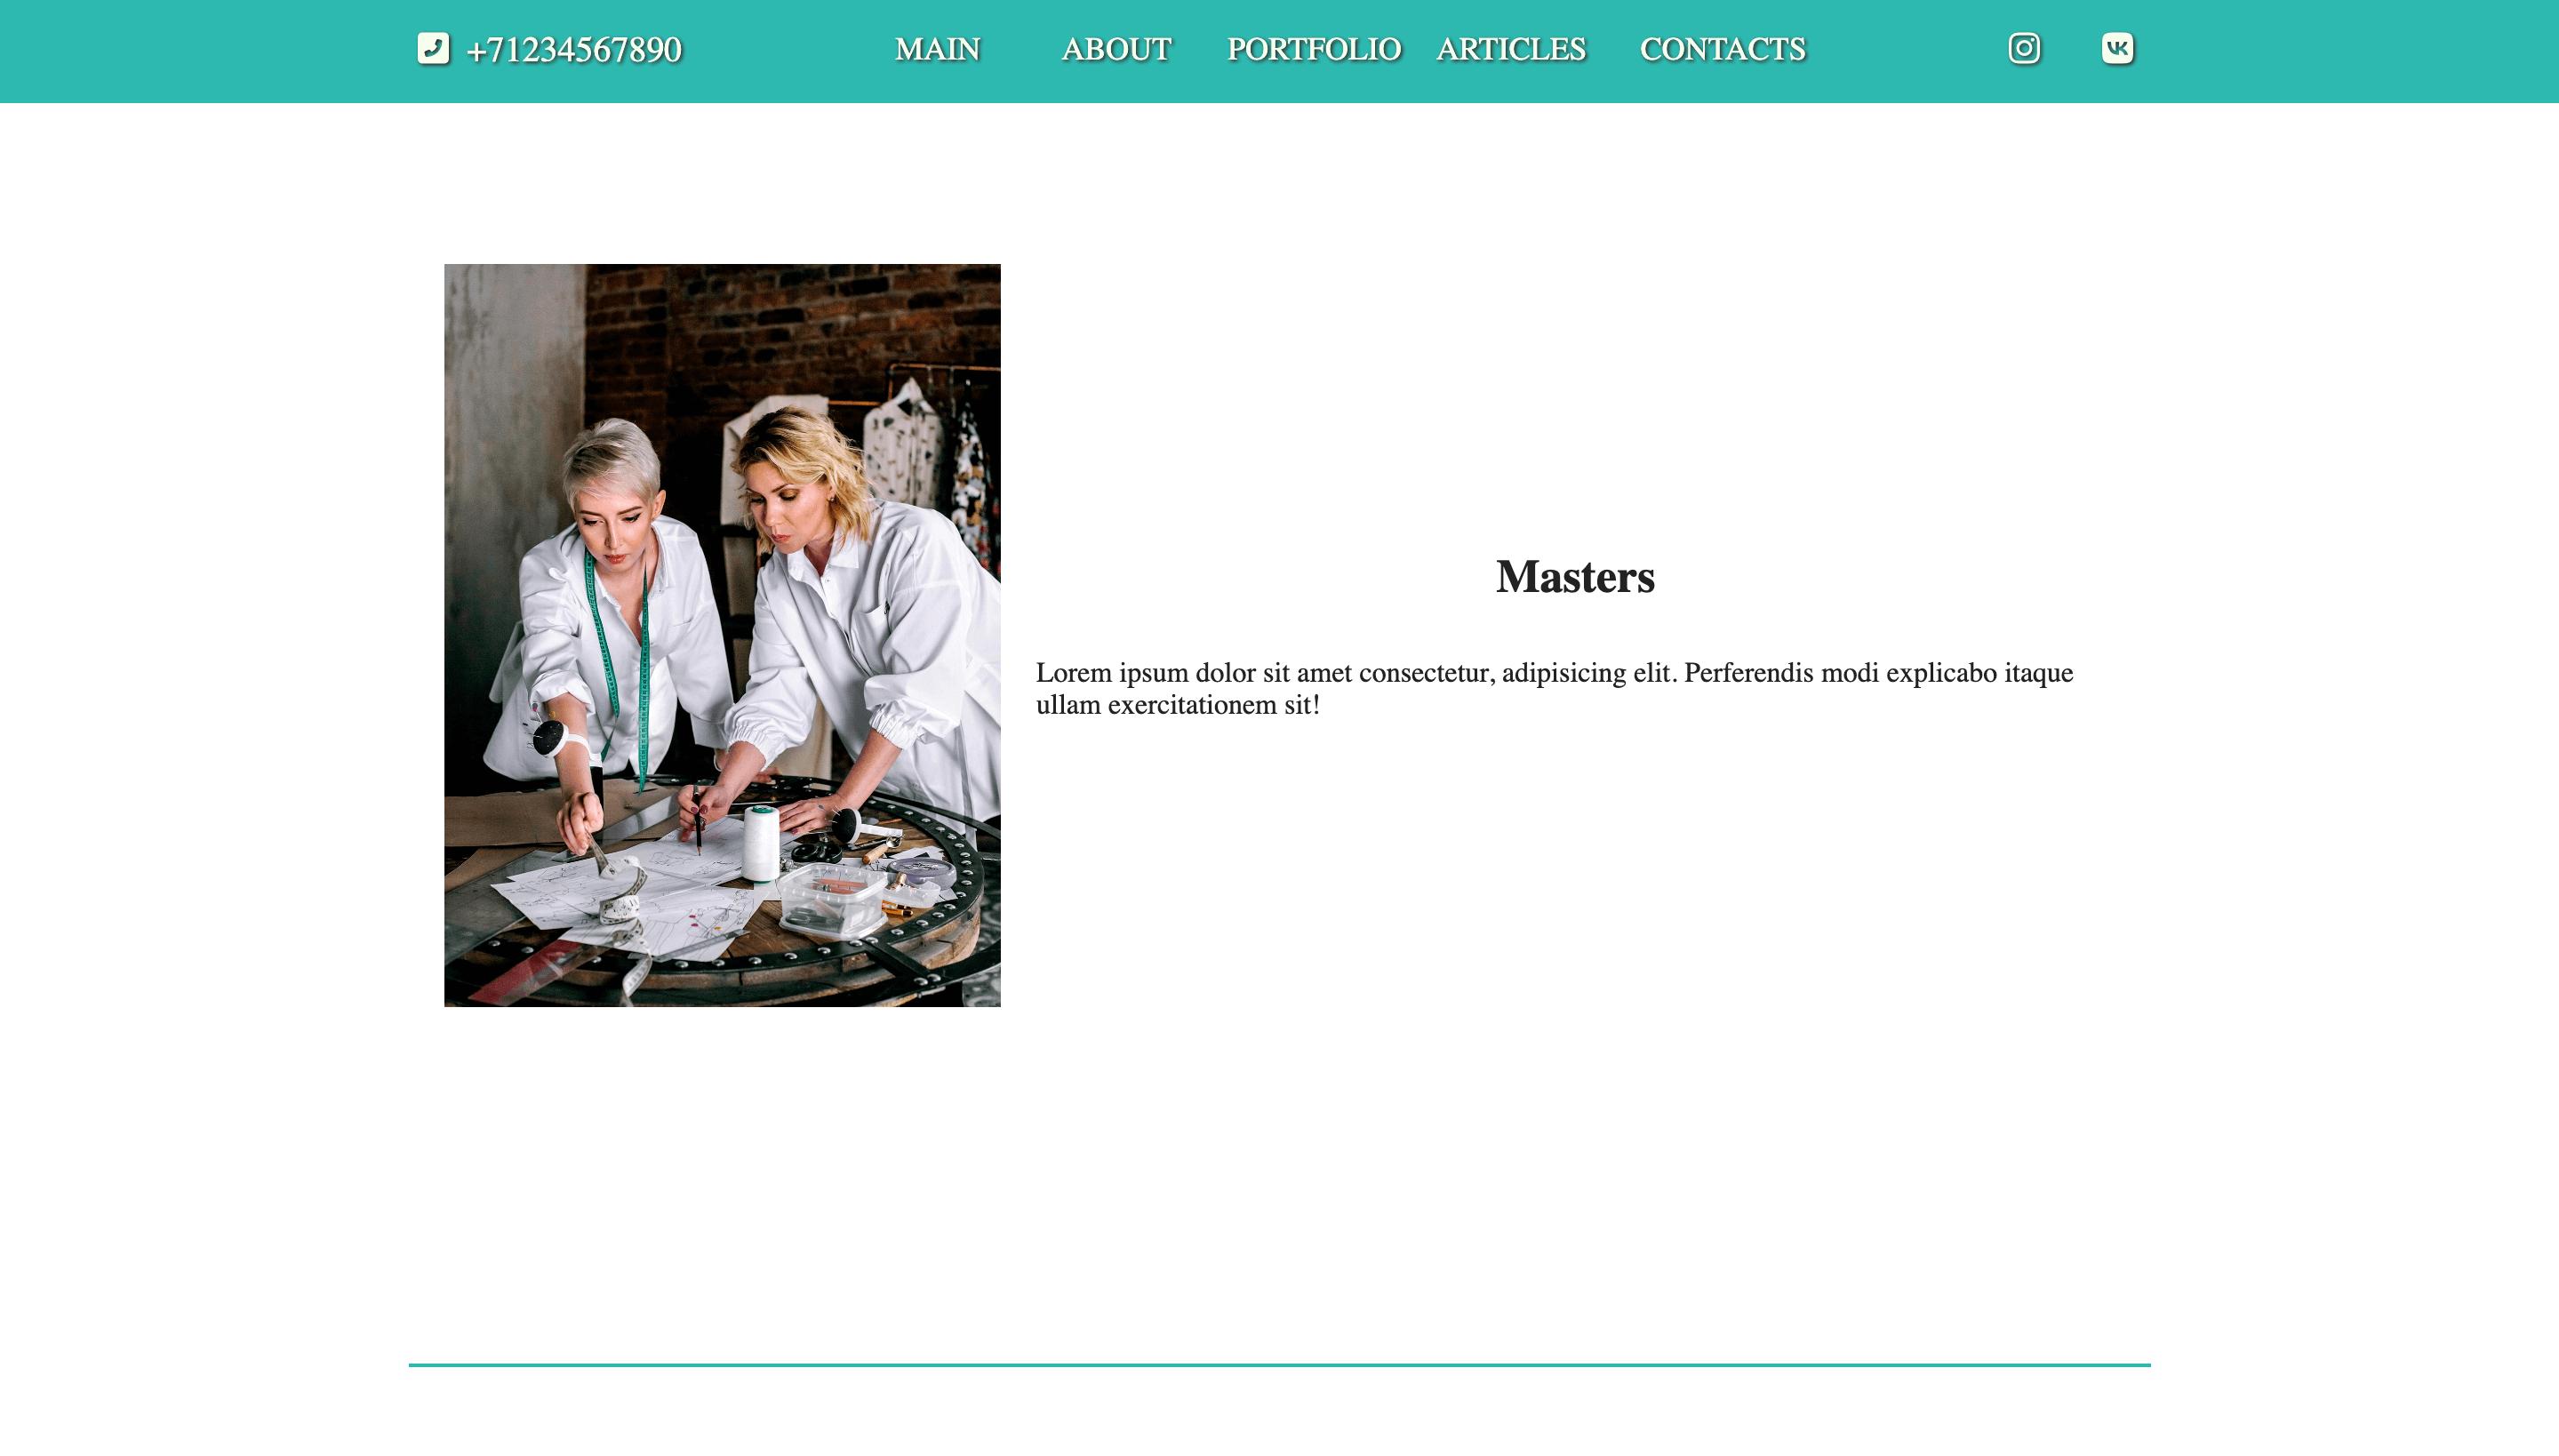 +71234567890 MAIN ABOUT PORTFOLIO ARTICLES CONTACTS
Masters
Lorem ipsum dolor sit amet consectetur, adipisicing elit. Perferendis modi explicabo itaque
ullam exercitationem sit!